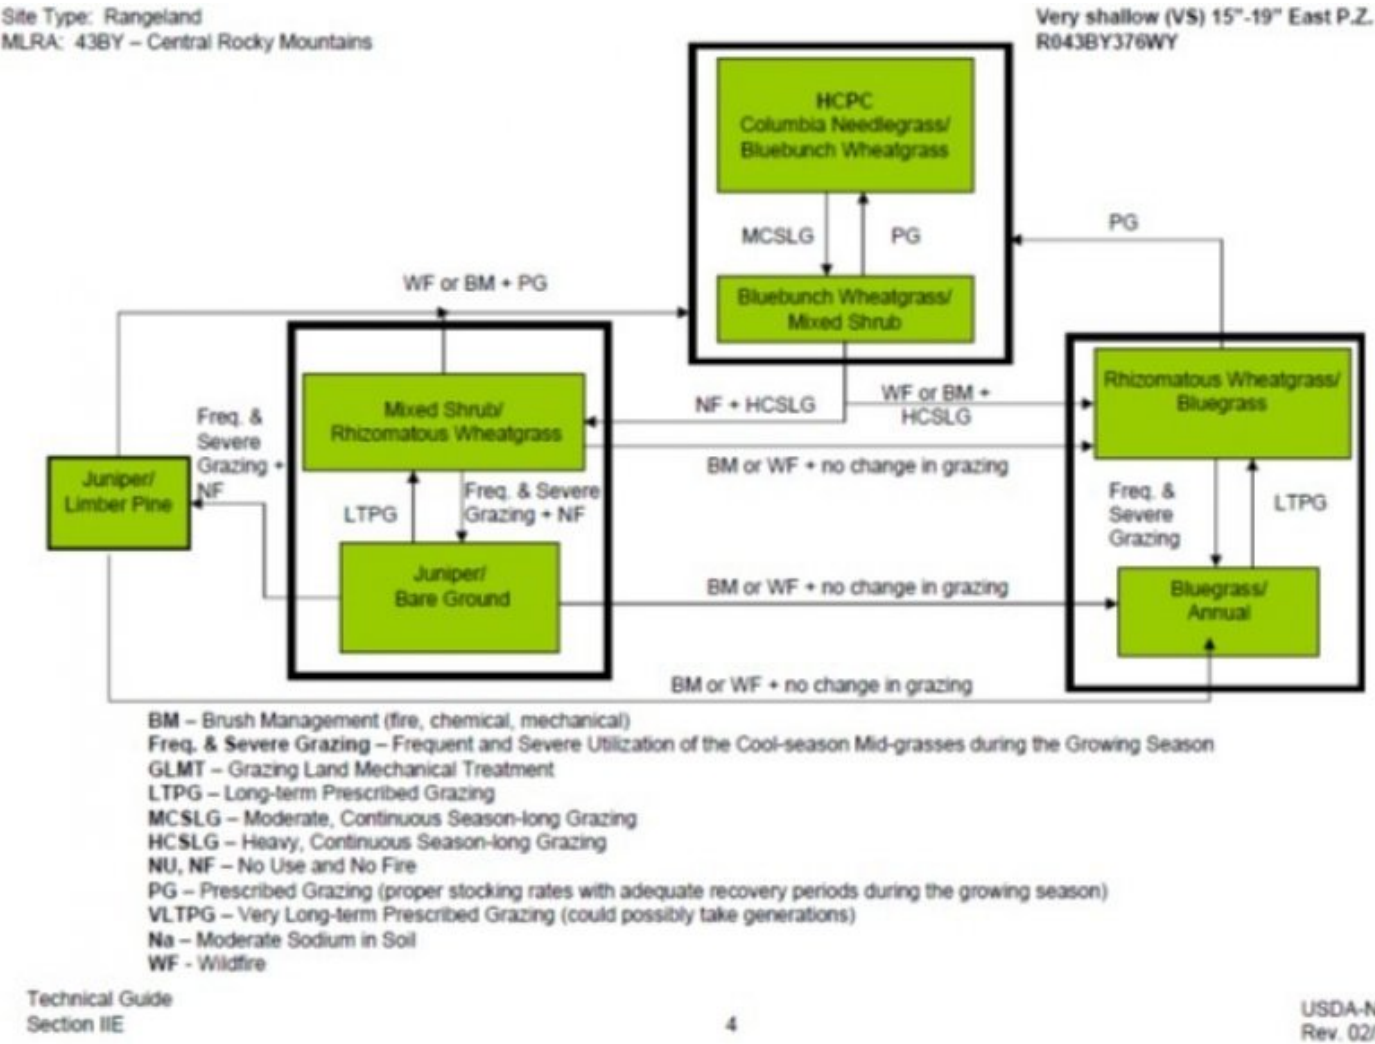 Site Type: Rangeland
MLRA: 43BY – Central Rocky Mountains
Very shallow (VS) 15"-19" East P.Z.
R043BY376WY
HCPC
Columbia Needlegrass/
Bluebunch Wheatgrass
MCSLG
PG
PG
WF or BM + PG
Bluebunch Wheatgrass/
Mixed Shrub
Mixed Shrub/
Rhizomatous Wheatgrass
NF + HCSLG
WF or BM +
HCSLG
Rhizomatous Wheatgrass/
Bluegrass
Freq. &
Severe
Grazing +
NF
BM or WF + no change in grazing
Juniper/
Limber Pine
LTPG
Freq. & Severe
Grazing + NF
Freq. &
Severe
Grazing
LTPG
Juniper/
Bare Ground
BM or WF + no change in grazing
Bluegrass/
Annual
BM or WF + no change in grazing
BM – Brush Management (fire, chemical, mechanical)
Freq. & Severe Grazing – Frequent and Severe Utilization of the Cool-season Mid-grasses during the Growing Season
GLMT – Grazing Land Mechanical Treatment
LTPG – Long-term Prescribed Grazing
MCSLG – Moderate, Continuous Season-long Grazing
HCSLG – Heavy, Continuous Season-long Grazing
NU, NF – No Use and No Fire
PG – Prescribed Grazing (proper stocking rates with adequate recovery periods during the growing season)
VLTPG – Very Long-term Prescribed Grazing (could possibly take generations)
Na – Moderate Sodium in Soil
WF - Wildfire
Technical Guide
Section IIE
4
USDA-N
Rev. 02/